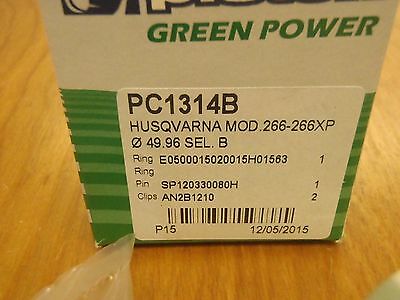 GREEN POWER
PC1314B
HUSQVARNA MOD.266-266XP
Ø 49.96 SEL. B
Ring E0500015020015H01563 1
Ring
Pin SP120330080H 1
Clips AN2B1210 2
P15 12/05/2015